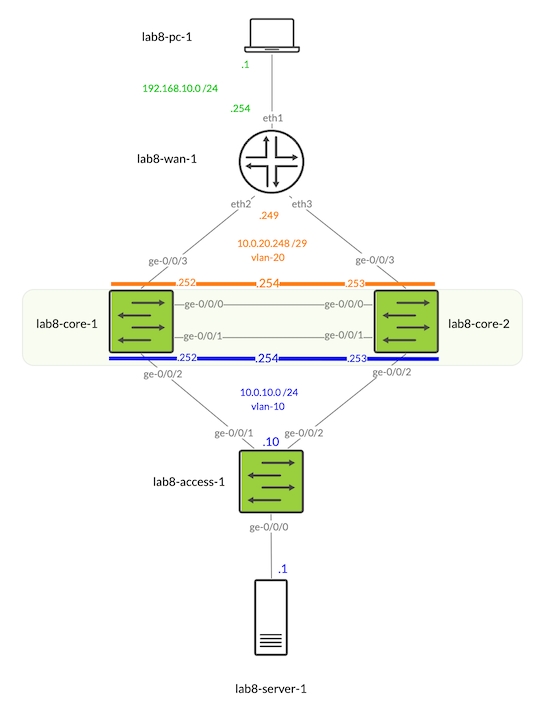 lab8-pc-1
.1
192.168.10.0 /24
.254
eth1
lab8-wan-1
eth2
eth3
.249
10.0.20.248 /29
vlan-20
ge-0/0/3
ge-0/0/3
.252
.254
.253
lab8-core-1
ge-0/0/0
ge-0/0/0
lab8-core-2
ge-0/0/1
ge-0/0/1
.252
.254
.253
ge-0/0/2
ge-0/0/2
10.0.10.0 /24
vlan-10
ge-0/0/1
ge-0/0/2
.10
lab8-access-1
ge-0/0/0
.1
lab8-server-1